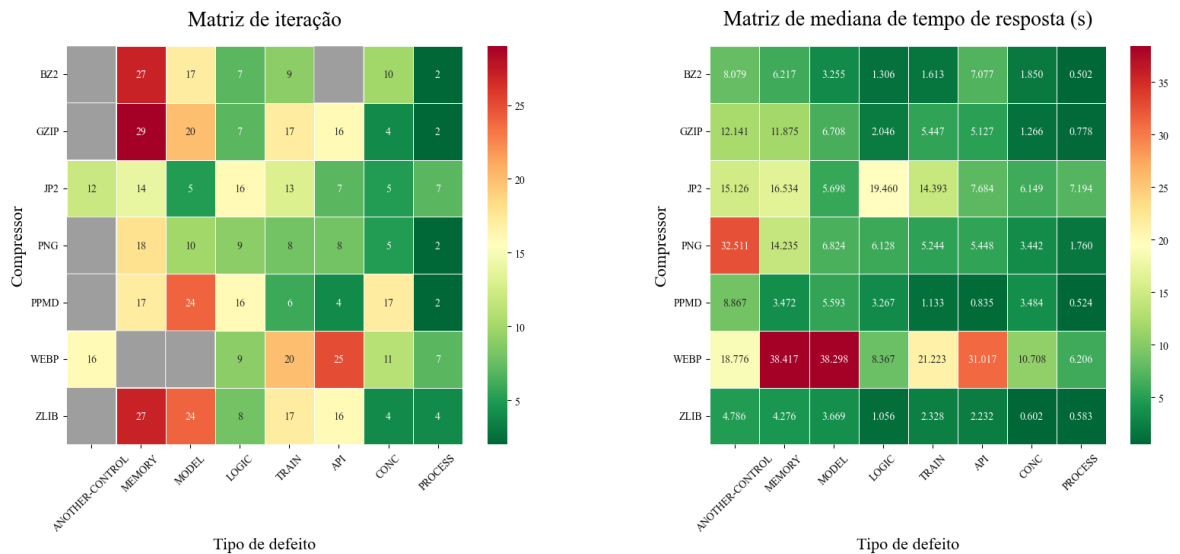 Matriz de iteração
Compressor
BZ2 27 17 7 9 10 2
GZIP 29 20 7 17 16 4 2
JP2 12 14 5 16 13 7 5 7
PNG 18 10 9 8 8 5 2
PPMD 17 24 16 6 4 17 2
WEBP 16 9 20 25 11 7
ZLIB 27 24 8 17 16 4 4
ANOTHER-CONTROL MEMORY MODEL LOGIC TRAIN API CONC PROCESS
Tipo de defeito
25
20
15
10
5
Matriz de mediana de tempo de resposta (s)
Compressor
BZ2 8.079 6.217 3.255 1.306 1.613 7.077 1.850 0.502
GZIP 12.141 11.875 6.708 2.046 5.447 5.127 1.266 0.778
JP2 15.126 16.534 5.698 19.460 14.393 7.684 6.149 7.194
PNG 32.511 14.235 6.824 6.128 5.244 5.448 3.442 1.760
PPMD 8.867 3.472 5.593 3.267 1.133 0.835 3.484 0.524
WEBP 18.776 38.417 38.298 8.367 21.223 31.017 10.708 6.206
ZLIB 4.786 4.276 3.669 1.056 2.328 2.232 0.602 0.583
ANOTHER-CONTROL MEMORY MODEL LOGIC TRAIN API CONC PROCESS
Tipo de defeito
35
30
25
20
15
10
5